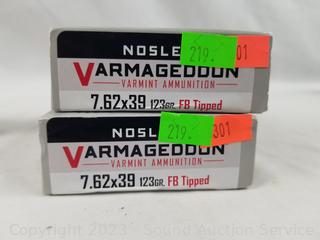 NOSLE
219.
301
VARMAGEDDON
VARMINT AMMUNITION
7.62x39 123GR. FB Tipped
NOSL
219.
301
VARMAGEDDON
VARMINT AMMUNITION
7.62x39 123GR. FB Tipped
Copyright 2023 Sound Auction Service